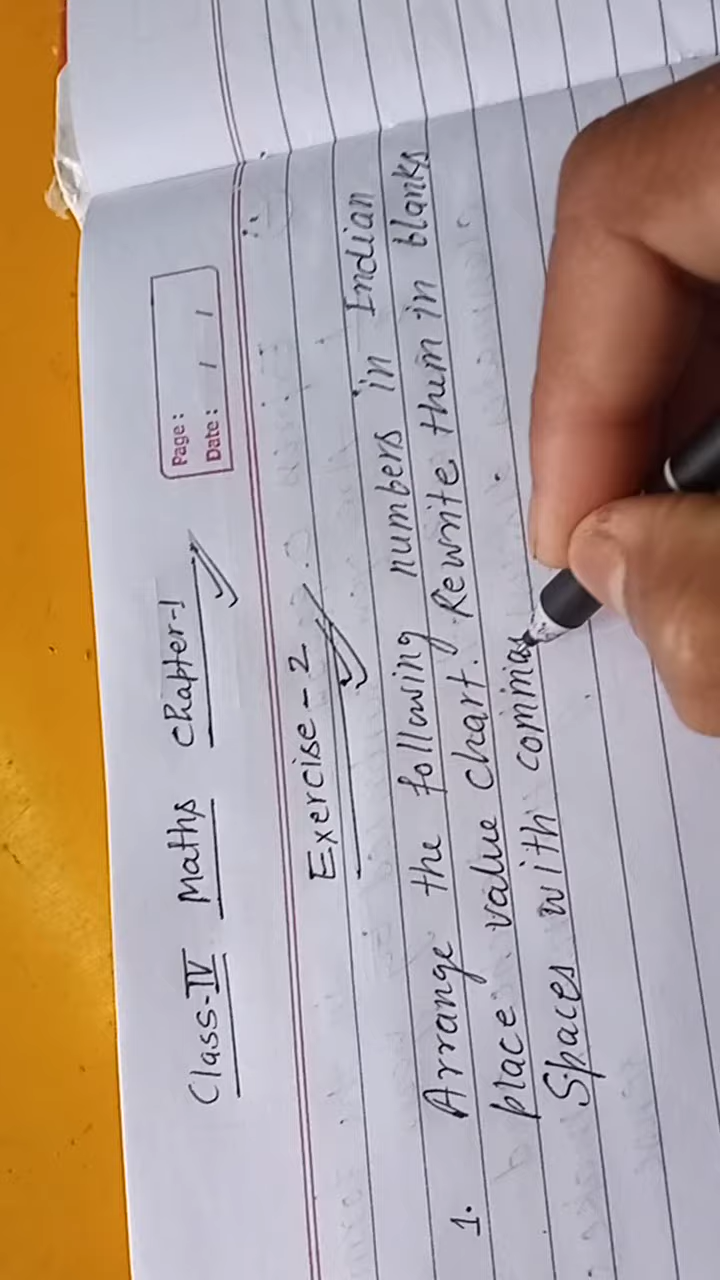 Page:
Date: / /
Class-IV Maths Chapter-1
Exercise-2
1. Arrange the following numbers in Indian
place value chart. Rewrite them in blanks
Spaces with commas